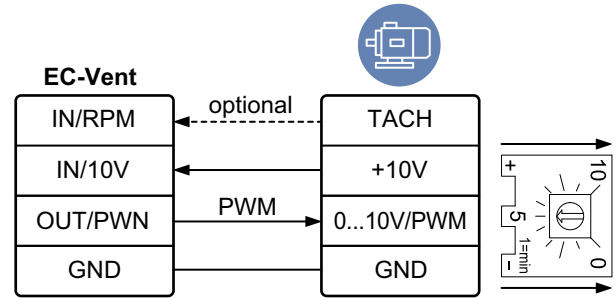 EC-Vent
IN/RPM
optional
TACH
IN/10V
+10V
OUT/PWN
PWM
0...10V/PWM
GND
GND
+
10
5
1=min
-
0